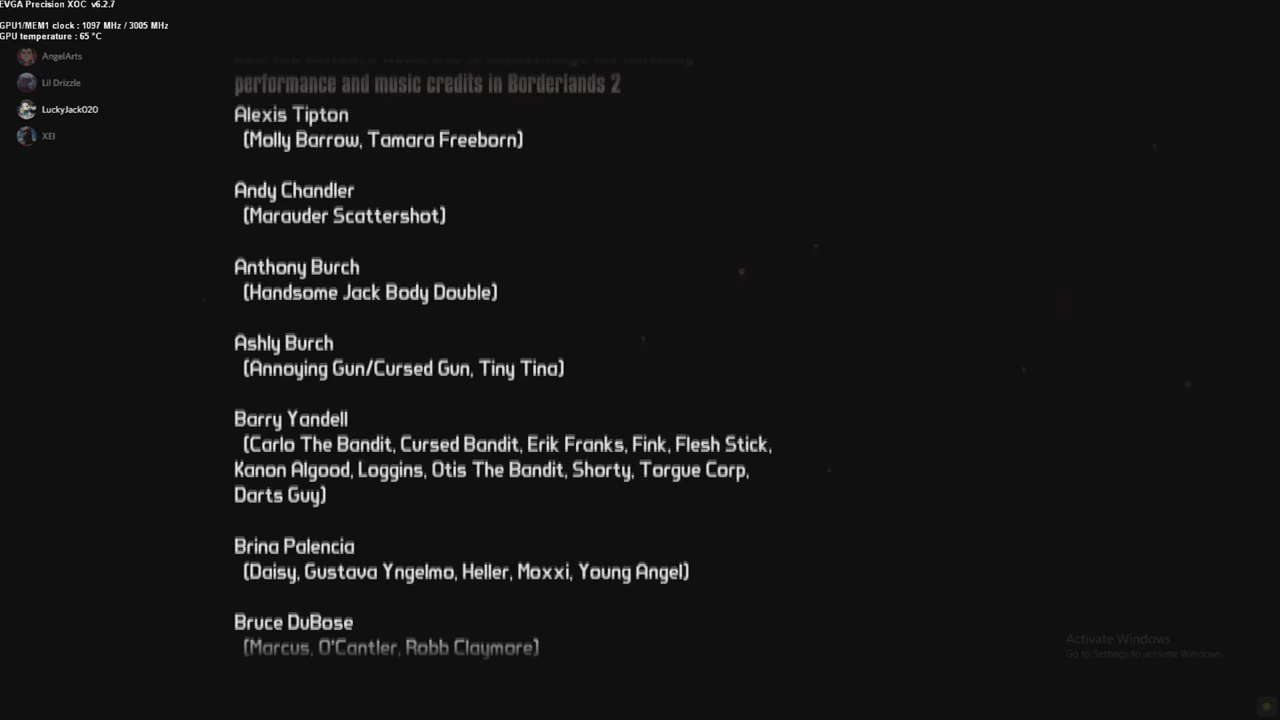 EVGA Precision XOC v6.2.7
GPU1/MEM1 clock : 1097 MHz / 3005 MHz
GPU temperature : 65 °C
AngelArts
Lil Drizzle
LuckyJack020
XEI
performance and music credits in Borderlands 2
Alexis Tipton
(Molly Barrow, Tamara Freeborn)
Andy Chandler
(Marauder Scattershot)
Anthony Burch
(Handsome Jack Body Double)
Ashly Burch
(Annoying Gun/Cursed Gun, Tiny Tina)
Barry Yandell
(Carlo The Bandit, Cursed Bandit, Erik Franks, Fink, Flesh Stick,
Kanon Algood, Loggins, Otis The Bandit, Shorty, Torgue Corp,
Darts Guy)
Brina Palencia
(Daisy, Gustava Yngelmo, Heller, Moxxi, Young Angel)
Bruce DuBose
(Marcus, O'Cantler, Robb Claymore)
Activate Windows
Go to Settings to activate Windows.